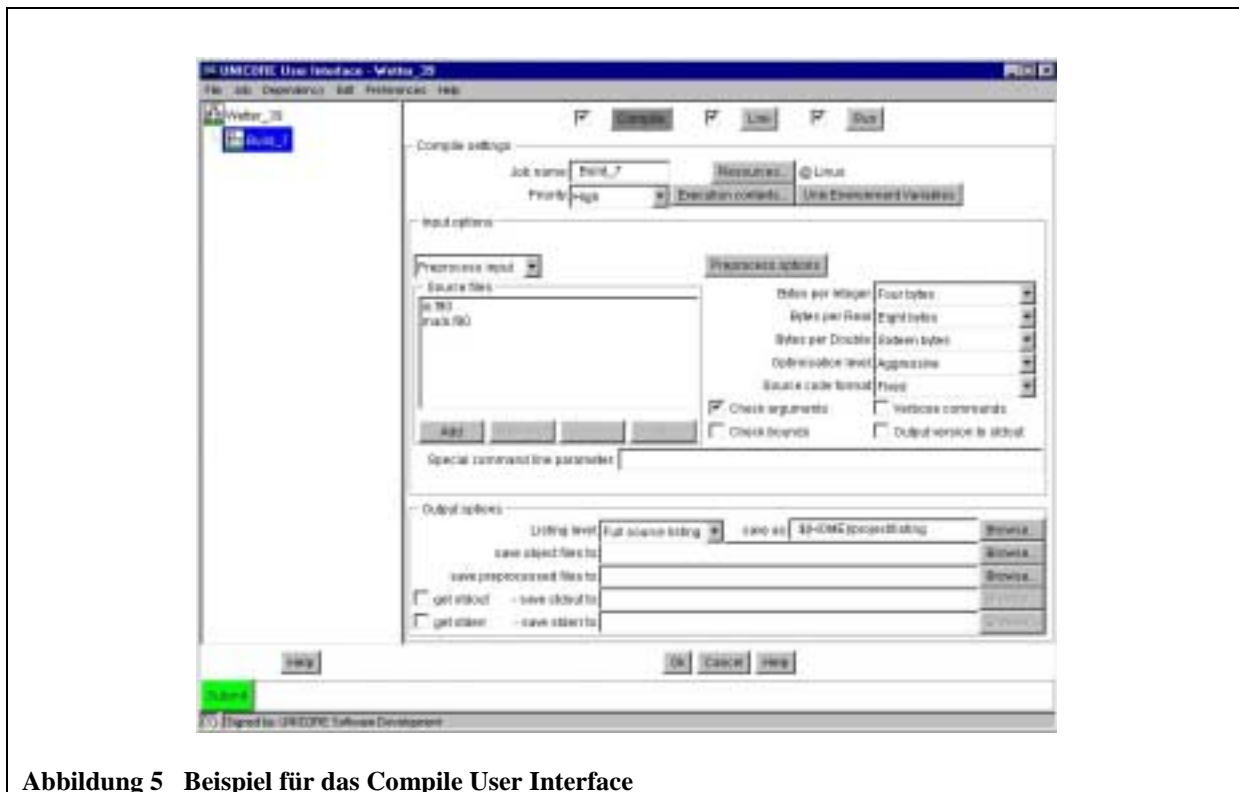 UNICORE User Interface - Wetter_39
File Job Dependency Edit Preferences Help
Wetter_39
Build_7
Compile Link Run
Compile settings
Job name Build_7 Resources... @ Linus
Priority High Execution contexts... Unix Environment Variables
Input options
Preprocess input Preprocess options
Source files
main.f90
Bytes per Integer Four bytes
Bytes per Real Eight bytes
Bytes per Double Sixteen bytes
Optimisation level Aggressive
Source code format Fixed
Check arguments Verbose commands
Check bounds Output version to stdout
Add
Special command line parameter
Output options
Listing level Full source listing save as $HOME/project/listing Browse...
save object files to Browse...
save preprocessed files to Browse...
get stdout - save stdout to
get stderr - save stderr to
Help Ok Cancel Help
Submit
Signed by: UNICORE Software Development
Abbildung 5 Beispiel für das Compile User Interface